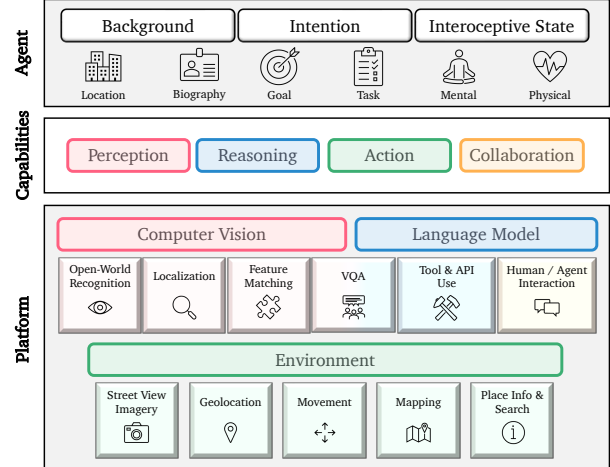 Agent
Background
Intention
Interoceptive State
Location
Biography
Goal
Task
Mental
Physical
Capabilities
Perception
Reasoning
Action
Collaboration
Platform
Computer Vision
Language Model
Open-World
Recognition
Localization
Feature
Matching
VQA
Tool & API
Use
Human / Agent
Interaction
Environment
Street View
Imagery
Geolocation
Movement
Mapping
Place Info &
Search